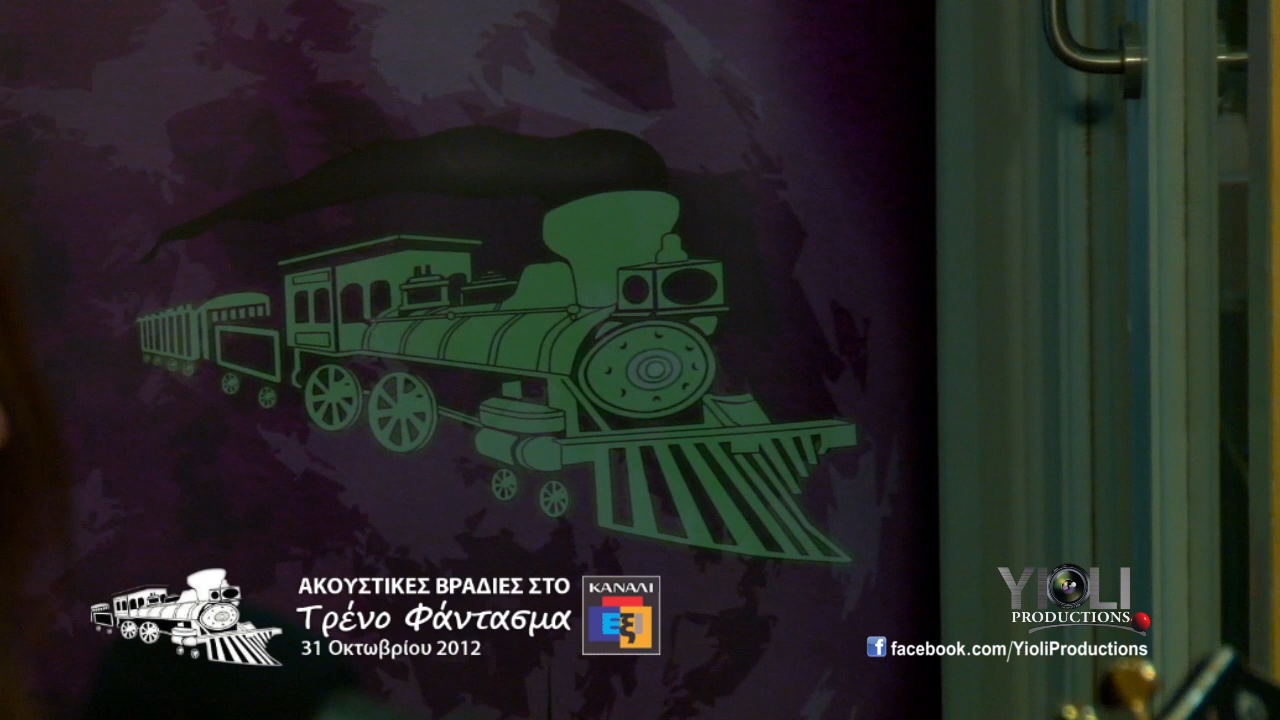 ΑΚΟΥΣΤΙΚΕΣ ΒΡΑΔΙΕΣ ΣΤΟ
Τρένο Φάντασμα
31 Οκτωβρίου 2012
ΚΑΝΑΛΙ
Εξι
YIOLI
PRODUCTIONS
facebook.com/YioliProductions